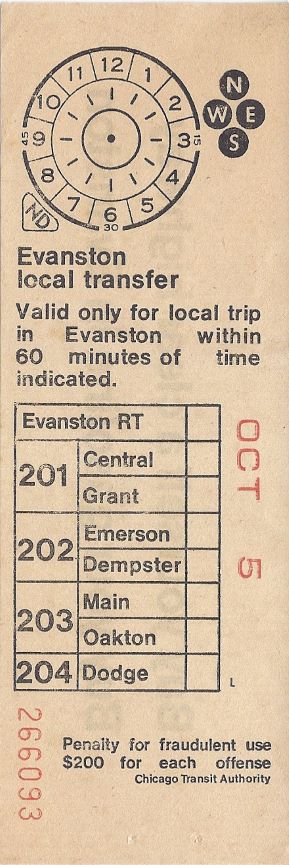 12
1
2
3
4
5
6
7
8
9
10
11
15
30
45
N
W E
S
ND
Evanston
local transfer
Valid only for local trip
in Evanston within
60 minutes of time
indicated.
Evanston RT
201 Central
Grant
202 Emerson
Dempster
203 Main
Oakton
204 Dodge
L
OCT 5
266093
Penalty for fraudulent use
$200 for each offense
Chicago Transit Authority